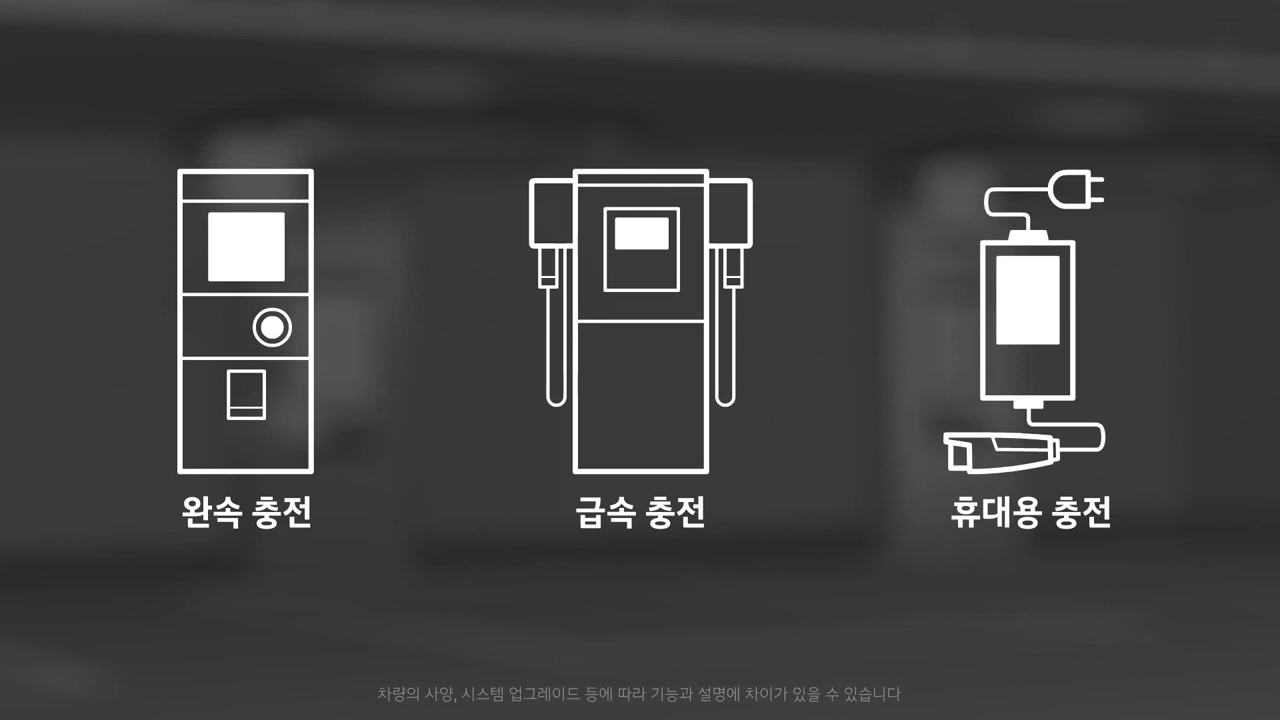 완속 충전
급속 충전
휴대용 충전
차량의 사양, 시스템 업그레이드 등에 따라 기능과 설명에 차이가 있을 수 있습니다